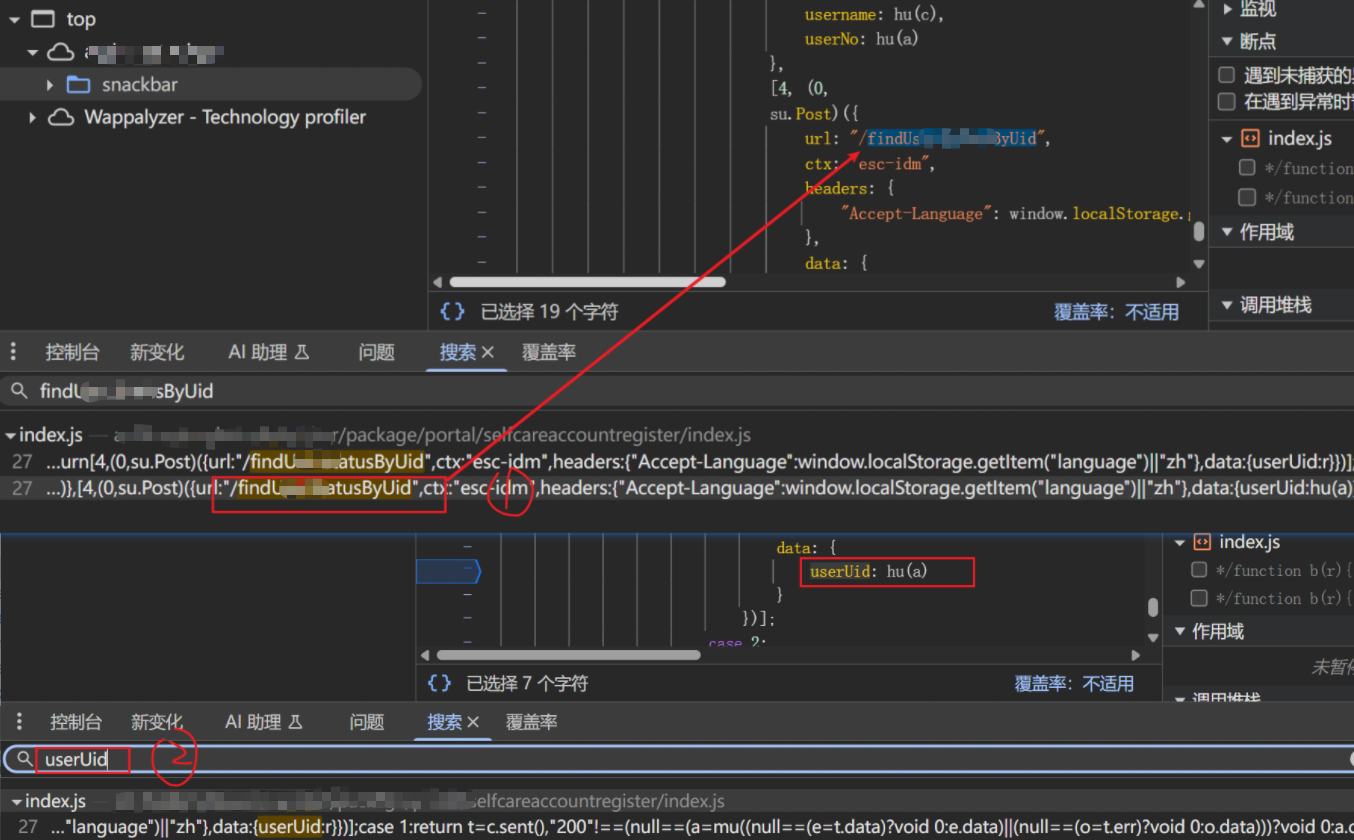 top
snackbar
Wappalyzer - Technology profiler
username: hu(c),
userNo: hu(a)
},
[4, (0,
su.Post)({
url: "/findUs ByUid",
ctx: "esc-idm",
headers: {
"Accept-Language": window.localStorage.
},
data: {
{} 已选择 19 个字符
覆盖率: 不适用
监视
断点
遇到未捕获的
在遇到异常时
index.js
*/function
*/function
作用域
调用堆栈
控制台 新变化 AI 助理 问题 搜索 × 覆盖率
findU sByUid
index.js — /package/portal/selfcareaccountregister/index.js
27 ...urn[4,(0,su.Post)({url:"/findU atusByUid",ctx:"esc-idm",headers:{"Accept-Language":window.localStorage.getItem("language")||"zh"},data:{userUid:r}})];
27 ...)},[4,(0,su.Post)({url:"/findU atusByUid",ctx:"esc-idm",headers:{"Accept-Language":window.localStorage.getItem("language")||"zh"},data:{userUid:hu(a)
1
data: {
userUid: hu(a)
}
})];
case 2:
{} 已选择 7 个字符
覆盖率: 不适用
index.js
*/function b(r){
*/function b(r){
作用域
未暂停
调用堆栈
控制台 新变化 AI 助理 问题 搜索 × 覆盖率
userUid
2
index.js — selfcareaccountregister/index.js
27 ..."language")||"zh"},data:{userUid:r}})];case 1:return t=c.sent(),"200"!==(null==(a=mu((null==(e=t.data)?void 0:e.data)||(null==(o=t.err)?void 0:o.data)))?void 0:a.c